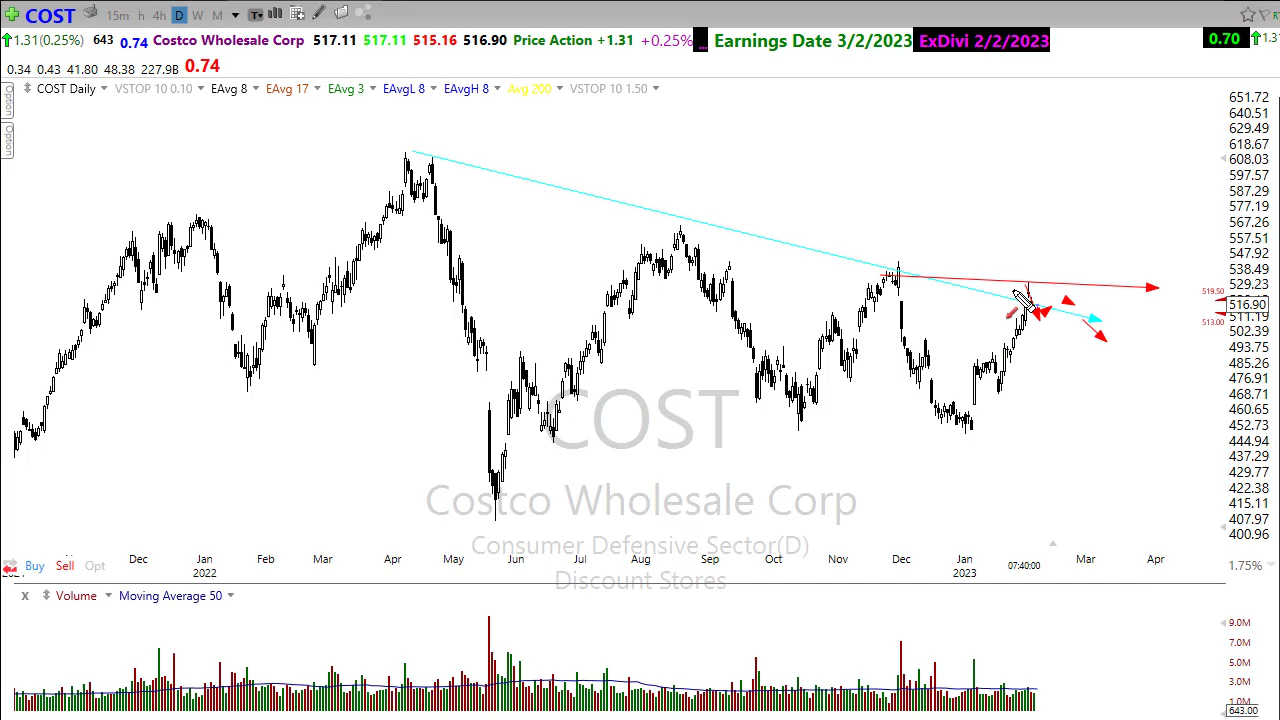 COST 15m h 4h D W M T
1.31(0.25%) 643 0.74 Costco Wholesale Corp 517.11 517.11 515.16 516.90 Price Action +1.31 +0.25% ... Earnings Date 3/2/2023 ExDivi 2/2/2023 0.70
0.34 0.43 41.80 48.38 227.9B 0.74
COST Daily VSTOP 10 0.10 EAvg 8 EAvg 17 EAvg 3 EAvgL 8 EAvgH 8 Avg 200 VSTOP 10 1.50
Option
Option
651.72
640.51
629.49
618.67
608.03
597.57
587.29
577.19
567.26
557.51
547.92
538.49
529.23
519.50
516.90
511.19
513.00
502.39
493.75
485.26
476.91
468.71
460.65
452.73
444.94
437.29
429.77
422.38
415.11
407.97
400.96
COST
Costco Wholesale Corp
Consumer Defensive Sector(D)
Discount Stores
Dec Jan Feb Mar Apr May Jun Jul Aug Sep Oct Nov Dec Jan Mar Apr
2022 2023 07:40:00
Buy Sell Opt 1.75%
x Volume Moving Average 50
9.0M
7.0M
5.0M
3.0M
1.0M
643.00